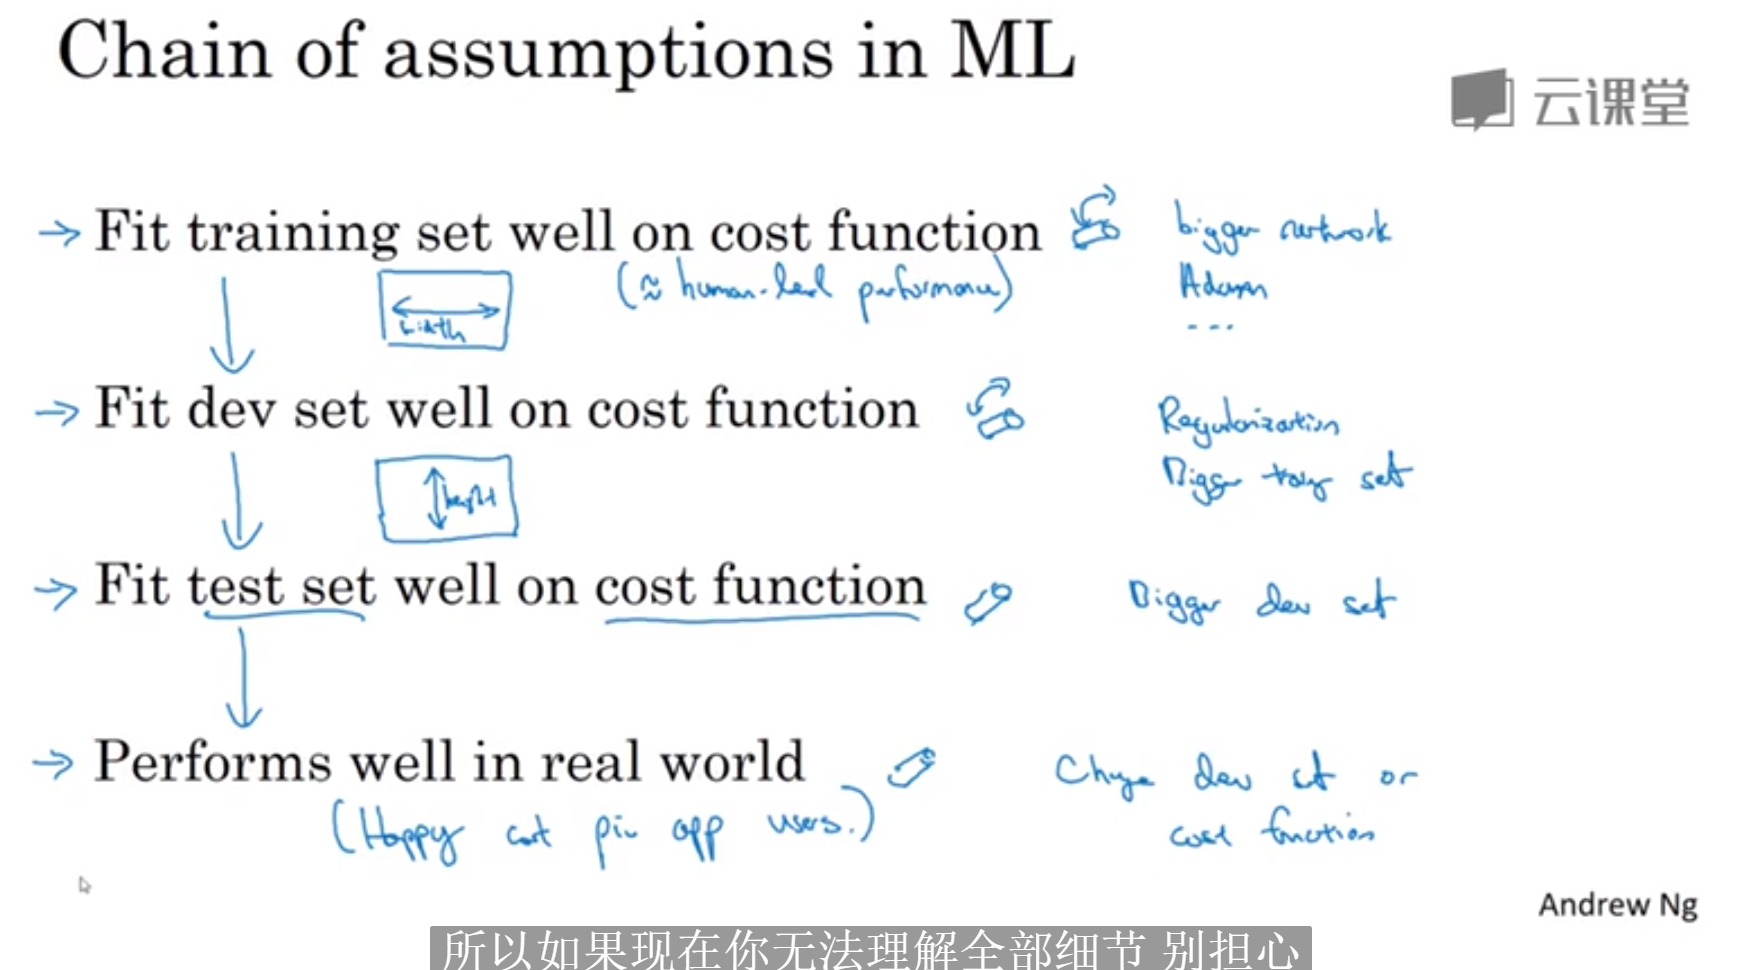 Chain of assumptions in ML
云课堂
→ Fit training set well on cost function
bigger network
(≈ human-level performance)
Adam
...
width
→ Fit dev set well on cost function
Regularization
Bigger set
height
→ Fit test set well on cost function
Bigger dev set
→ Performs well in real world
Change dev set or
cost function
(Happy cat pic app users.)
Andrew Ng
所以如果现在你无法理解全部细节 别担心